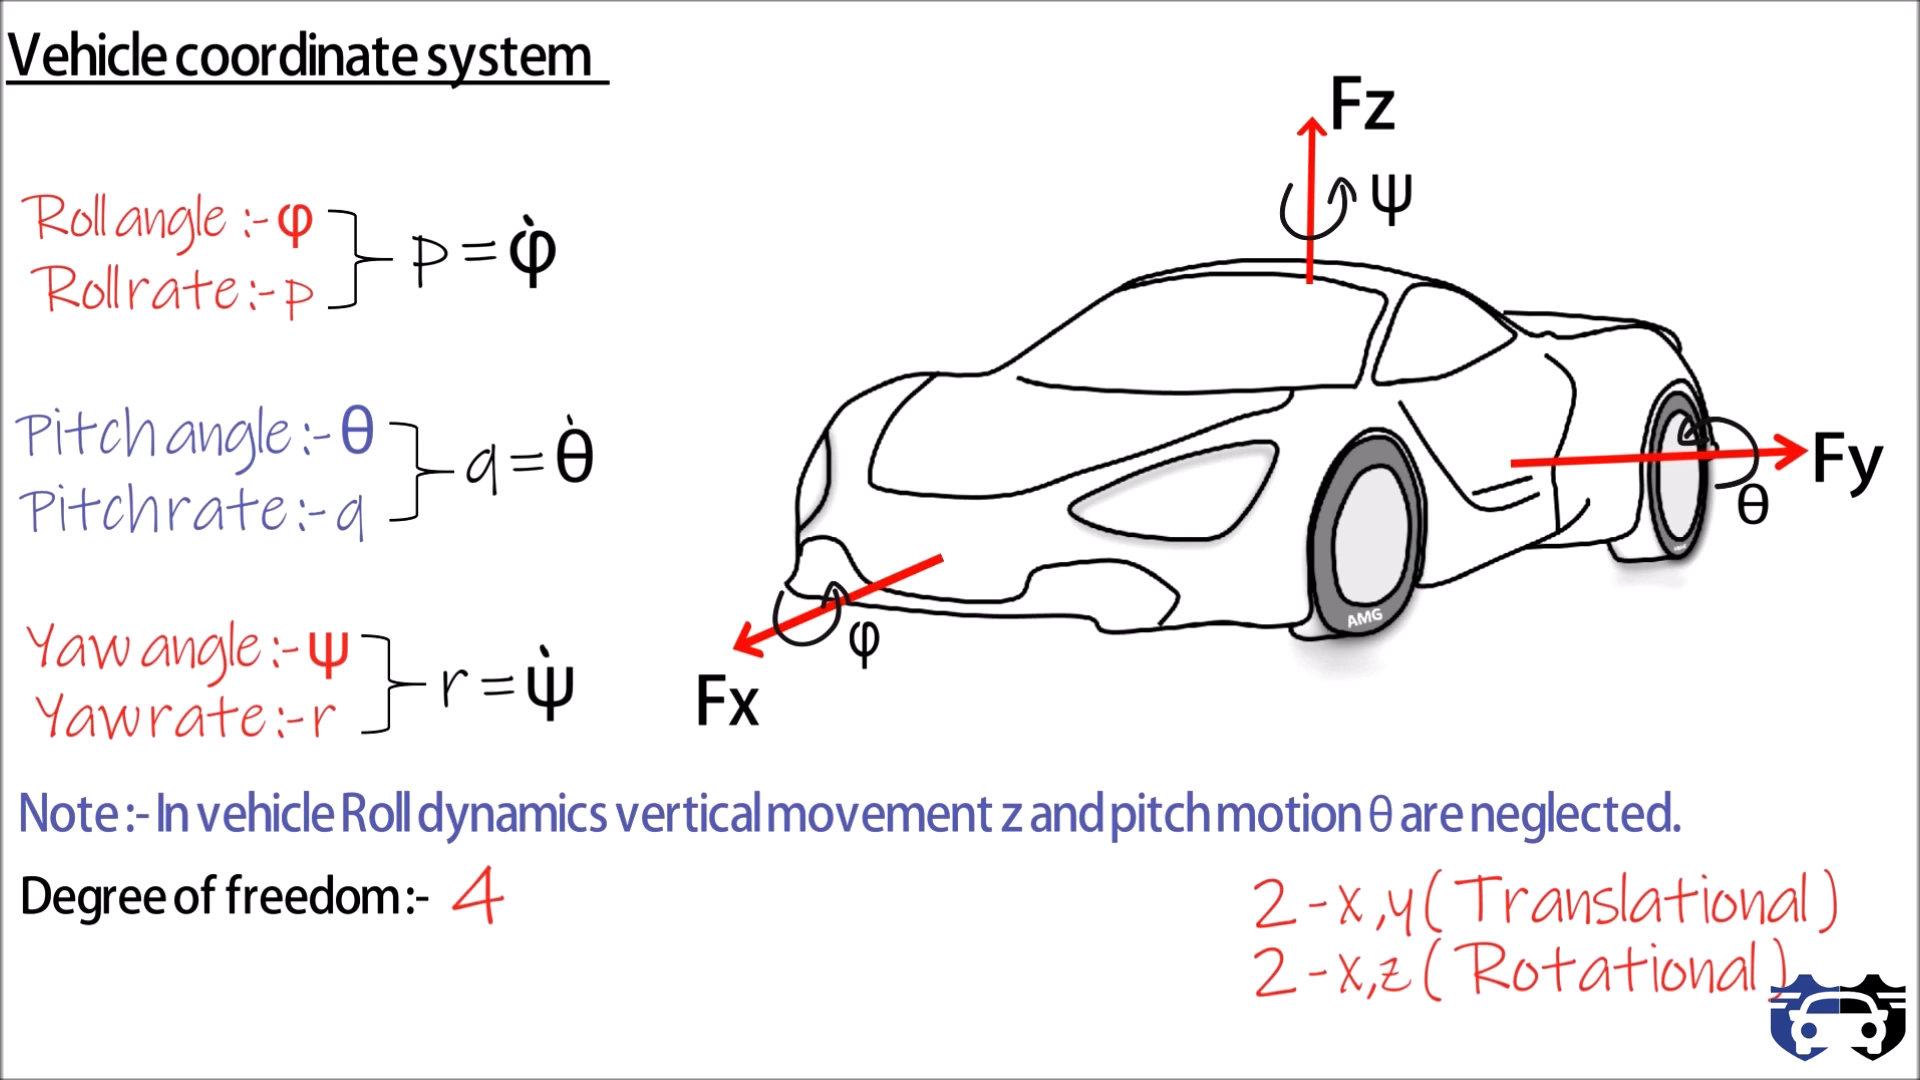 Vehicle coordinate system
Roll angle :- φ
Roll rate :- p
p = φ̇
Pitch angle :- θ
Pitch rate :- q
q = θ̇
Yaw angle :- ψ
Yaw rate :- r
r = ψ̇
Fz
ψ
Fy
θ
AMG
φ
Fx
Note :- In vehicle Roll dynamics vertical movement z and pitch motion θ are neglected.
Degree of freedom :- 4
2 - x,y ( Translational )
2 - x,z ( Rotational )